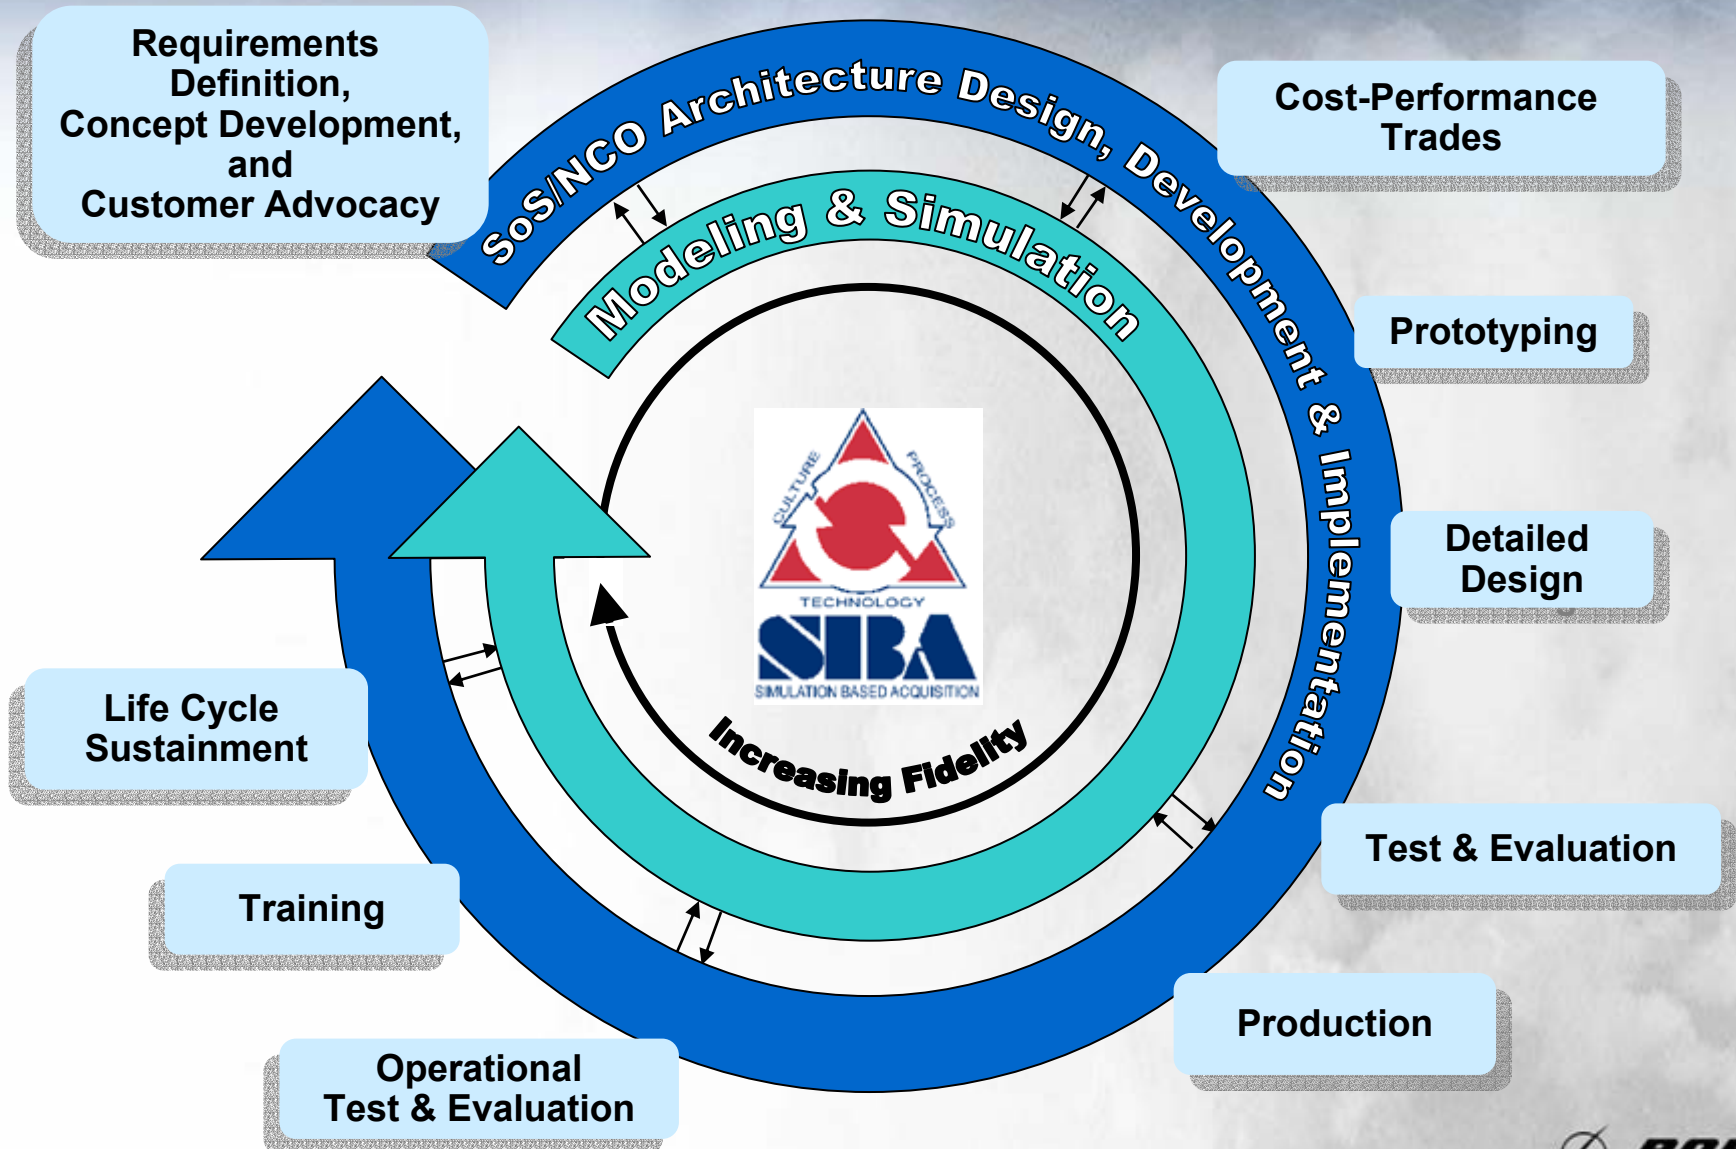 Requirements
Definition,
Concept Development,
and
Customer Advocacy
SoS/NCO Architecture Design, Development & Implementation
Cost-Performance
Trades
Modeling & Simulation
Prototyping
CULTURE
PROCESS
TECHNOLOGY
SIBA
SIMULATION BASED ACQUISITION
Detailed
Design
Increasing Fidelity
Life Cycle
Sustainment
Test & Evaluation
Training
Production
Operational
Test & Evaluation